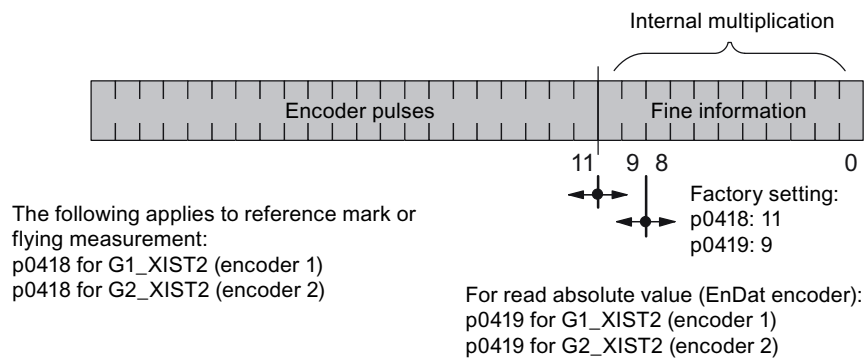 Internal multiplication
Encoder pulses
Fine information
11 9 8 0
Factory setting:
p0418: 11
p0419: 9
The following applies to reference mark or
flying measurement:
p0418 for G1_XIST2 (encoder 1)
p0418 for G2_XIST2 (encoder 2)
For read absolute value (EnDat encoder):
p0419 for G1_XIST2 (encoder 1)
p0419 for G2_XIST2 (encoder 2)